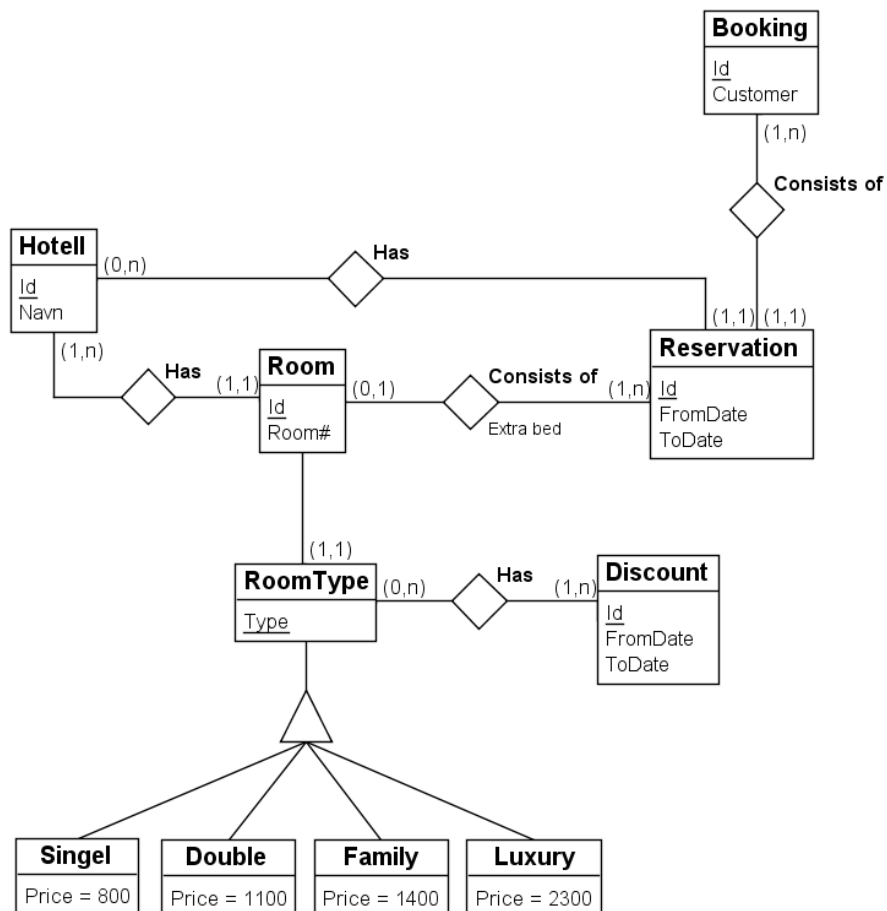 Booking
Id
Customer
(1,n)
Consists of
Hotell
Id
Navn
(0,n)
Has
(1,1) (1,1)
(1,n)
Reservation
Id
FromDate
ToDate
Has
(1,1)
Room
Id
Room#
(0,1)
Consists of
Extra bed
(1,n)
(1,1)
RoomType
Type
(0,n)
Has
(1,n)
Discount
Id
FromDate
ToDate
Singel
Price = 800
Double
Price = 1100
Family
Price = 1400
Luxury
Price = 2300